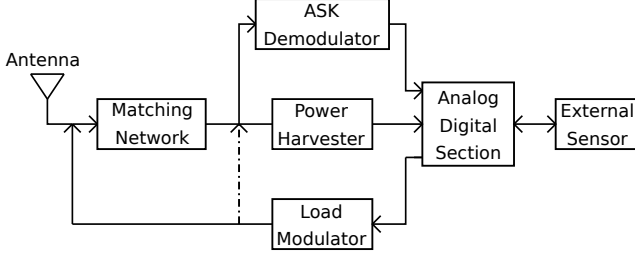 ASK
Demodulator
Antenna
Matching
Network
Power
Harvester
Analog
Digital
Section
External
Sensor
Load
Modulator